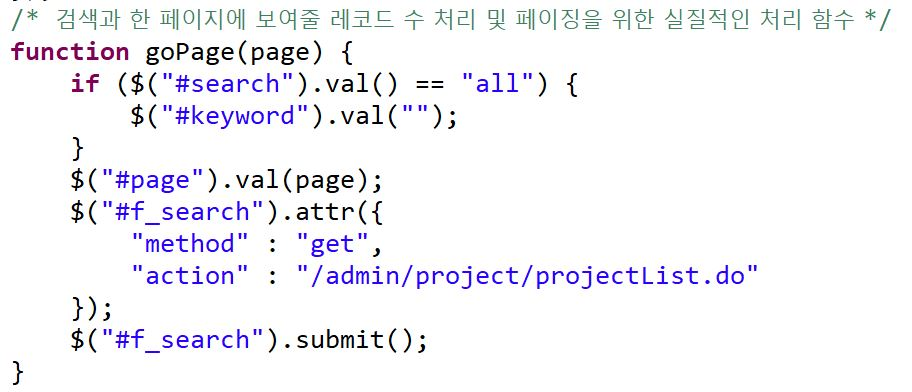 /* 검색과 한 페이지에 보여줄 레코드 수 처리 및 페이징을 위한 실질적인 처리 함수 */
function goPage(page) {
    if ($("#search").val() == "all") {
        $("#keyword").val("");
    }
    $("#page").val(page);
    $("#f_search").attr({
        "method" : "get",
        "action" : "/admin/project/projectList.do"
    });
    $("#f_search").submit();
}